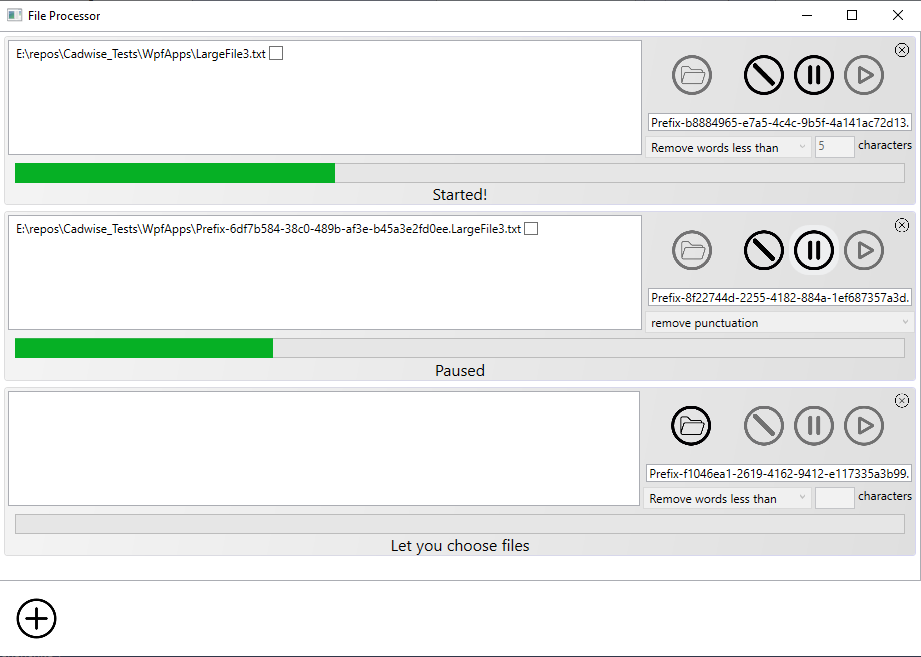 File Processor
E:\repos\Cadwise_Tests\WpfApps\LargeFile3.txt
Prefix-b8884965-e7a5-4c4c-9b5f-4a141ac72d13.
Remove words less than 5 characters
Started!
E:\repos\Cadwise_Tests\WpfApps\Prefix-6df7b584-38c0-489b-af3e-b45a3e2fd0ee.LargeFile3.txt
Prefix-8f22744d-2255-4182-884a-1ef687357a3d.
remove punctuation
Paused
Prefix-f1046ea1-2619-4162-9412-e117335a3b99.
Remove words less than characters
Let you choose files